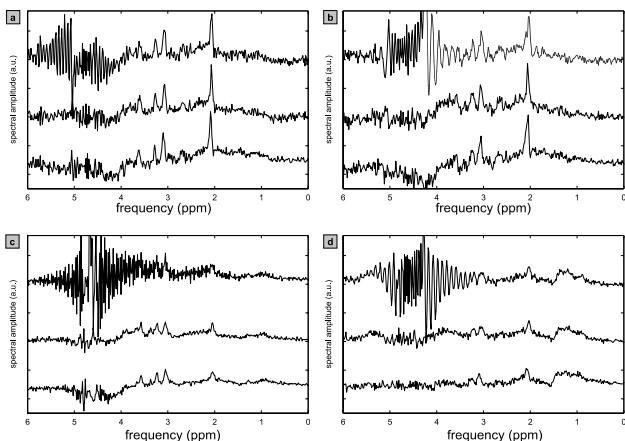 a
spectral amplitude (a.u.)
6 5 4 3 2 1 0
frequency (ppm)
b
spectral amplitude (a.u.)
6 5 4 3 2 1 0
frequency (ppm)
c
spectral amplitude (a.u.)
6 5 4 3 2 1 0
frequency (ppm)
d
spectral amplitude (a.u.)
6 5 4 3 2 1 0
frequency (ppm)